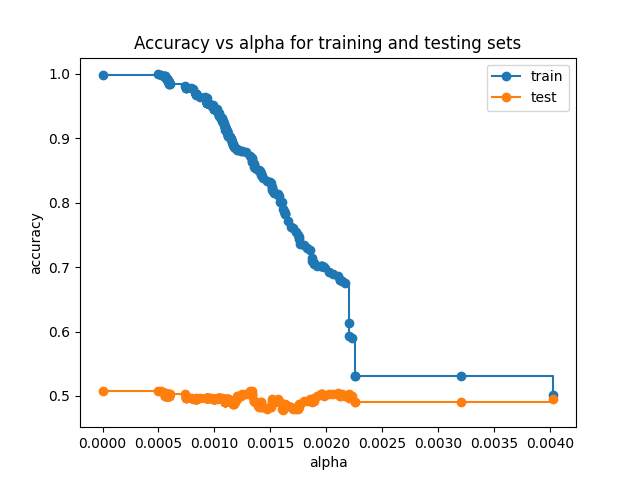 Accuracy vs alpha for training and testing sets
train
test
1.0
0.9
0.8
0.7
0.6
0.5
accuracy
0.0000 0.0005 0.0010 0.0015 0.0020 0.0025 0.0030 0.0035 0.0040
alpha